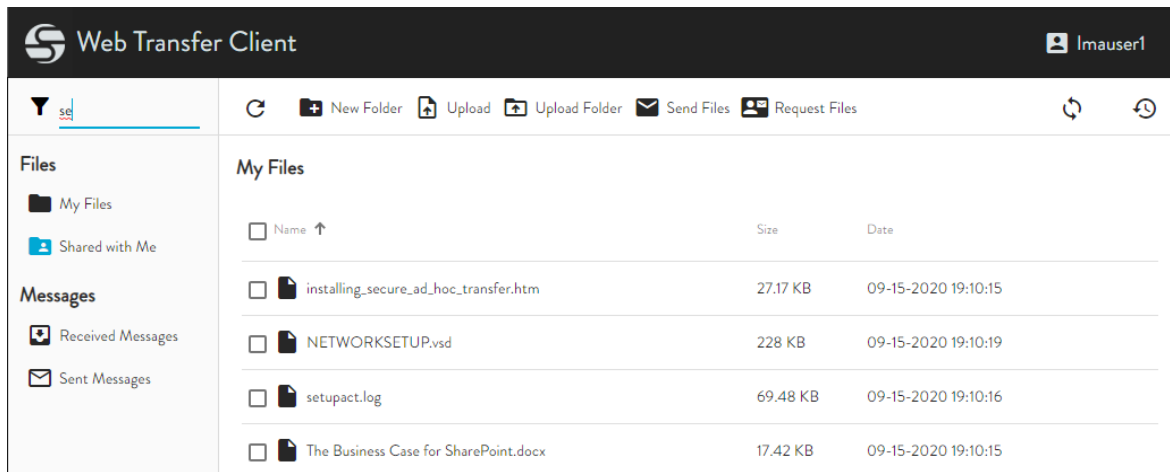 Web Transfer Client
lmauser1
se
New Folder Upload Upload Folder Send Files Request Files
Files
My Files
Shared with Me
Messages
Received Messages
Sent Messages
My Files
Name Size Date
installing_secure_ad_hoc_transfer.htm 27.17 KB 09-15-2020 19:10:15
NETWORKSETUP.vsd 228 KB 09-15-2020 19:10:19
setupact.log 69.48 KB 09-15-2020 19:10:16
The Business Case for SharePoint.docx 17.42 KB 09-15-2020 19:10:15